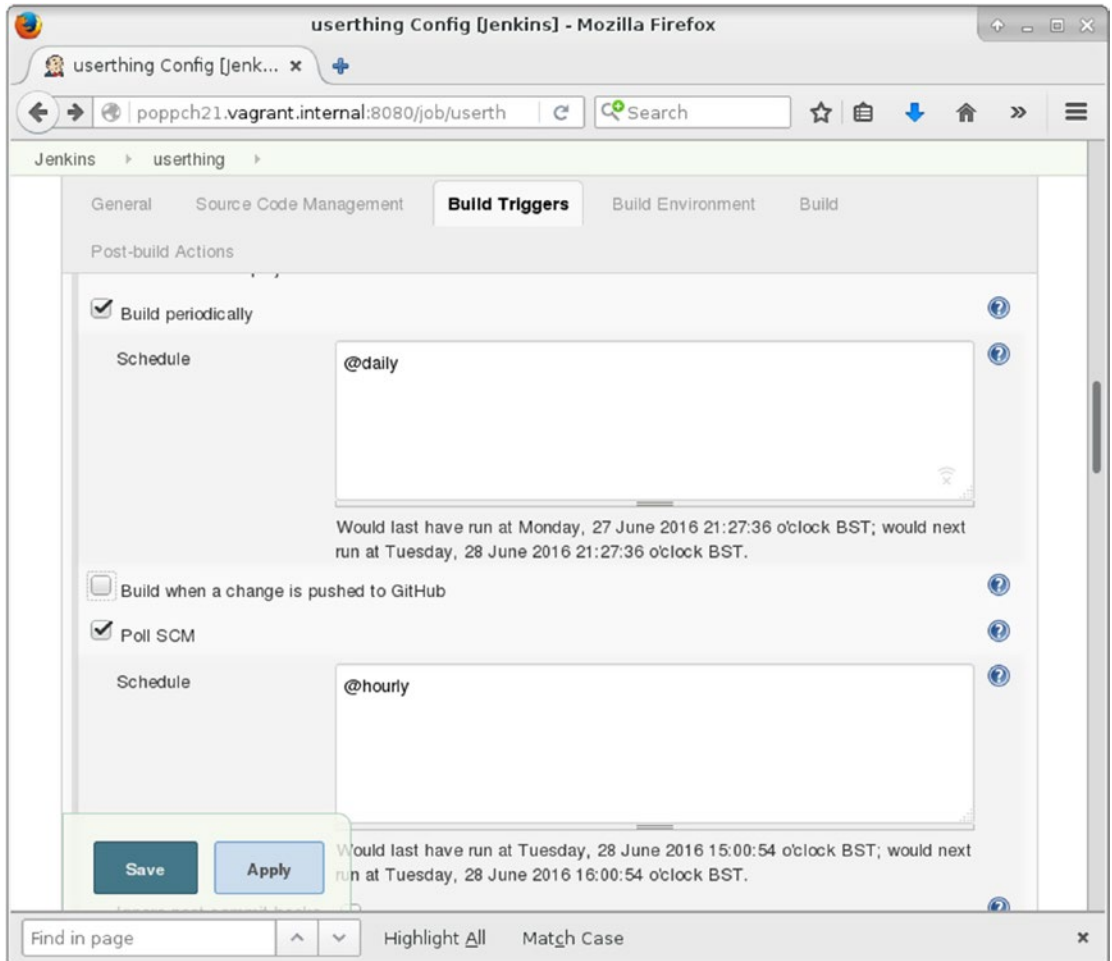 userthing Config [Jenkins] - Mozilla Firefox
userthing Config [Jenk...
poppch21.vagrant.internal:8080/job/userth
Search
Jenkins
userthing
General Source Code Management Build Triggers Build Environment Build
Post-build Actions
Build periodically
Schedule
@daily
Would last have run at Monday, 27 June 2016 21:27:36 o'clock BST; would next
run at Tuesday, 28 June 2016 21:27:36 o'clock BST.
Build when a change is pushed to GitHub
Poll SCM
Schedule
@hourly
Would last have run at Tuesday, 28 June 2016 15:00:54 o'clock BST; would next
run at Tuesday, 28 June 2016 16:00:54 o'clock BST.
Save Apply
Find in page Highlight All Match Case